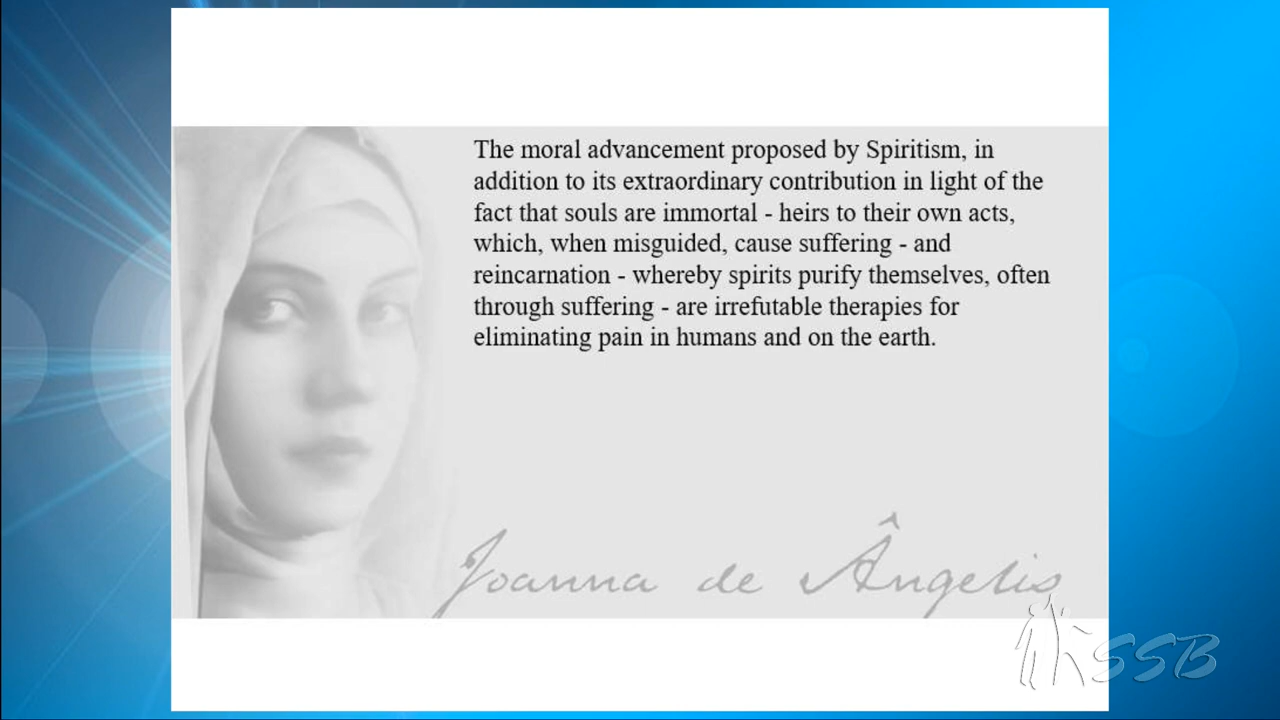 The moral advancement proposed by Spiritism, in
addition to its extraordinary contribution in light of the
fact that souls are immortal - heirs to their own acts,
which, when misguided, cause suffering - and
reincarnation - whereby spirits purify themselves, often
through suffering - are irrefutable therapies for
eliminating pain in humans and on the earth.
Joanna de Ângelis
SSB